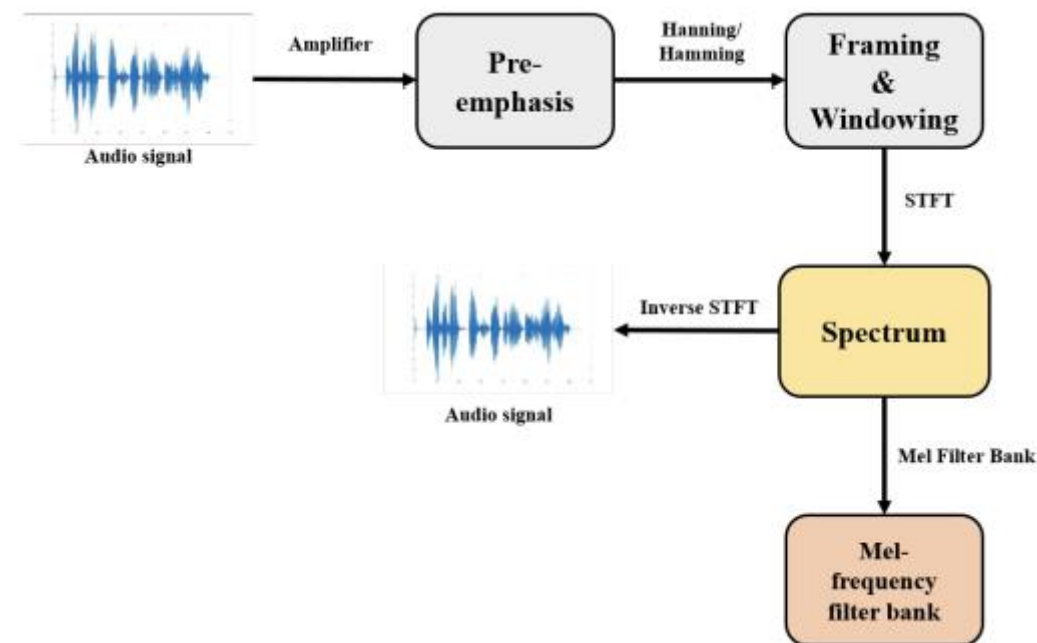 Amplifier
Hanning/
Hamming
Pre-
emphasis
Framing
&
Windowing
Audio signal
STFT
Inverse STFT
Spectrum
Audio signal
Mel Filter Bank
Mel-
frequency
filter bank